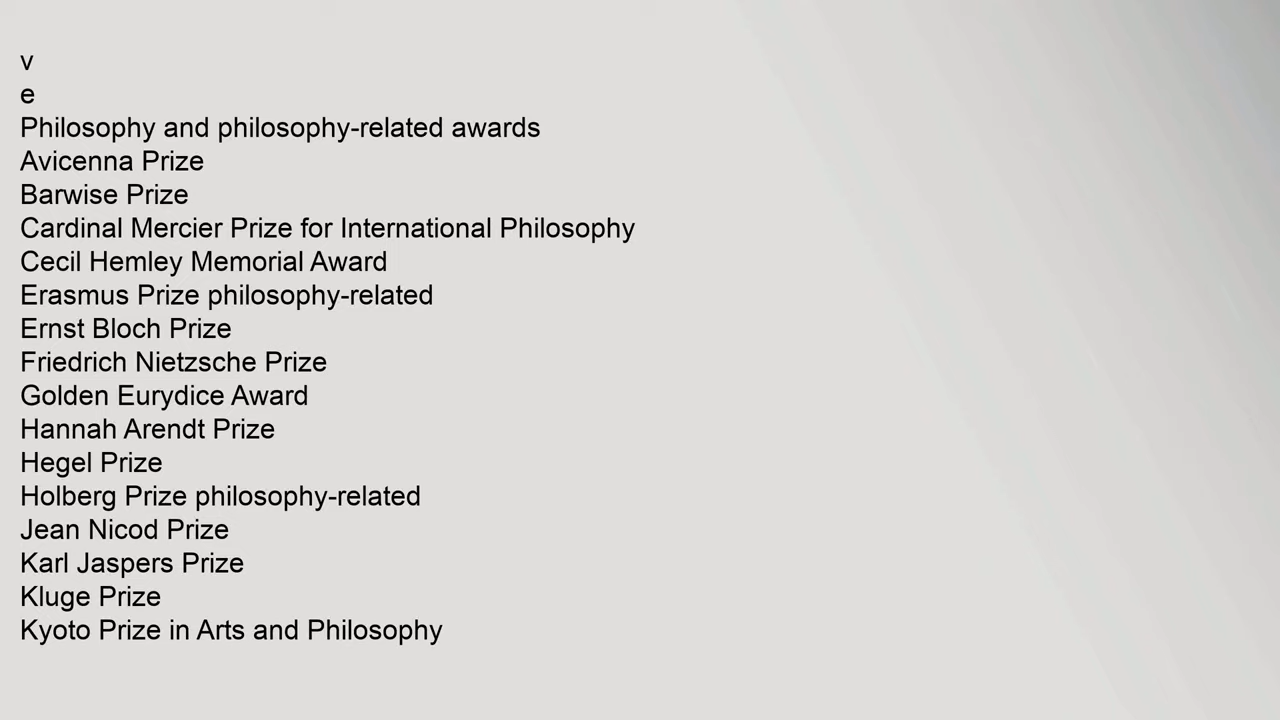 v
e
Philosophy and philosophy-related awards
Avicenna Prize
Barwise Prize
Cardinal Mercier Prize for International Philosophy
Cecil Hemley Memorial Award
Erasmus Prize philosophy-related
Ernst Bloch Prize
Friedrich Nietzsche Prize
Golden Eurydice Award
Hannah Arendt Prize
Hegel Prize
Holberg Prize philosophy-related
Jean Nicod Prize
Karl Jaspers Prize
Kluge Prize
Kyoto Prize in Arts and Philosophy